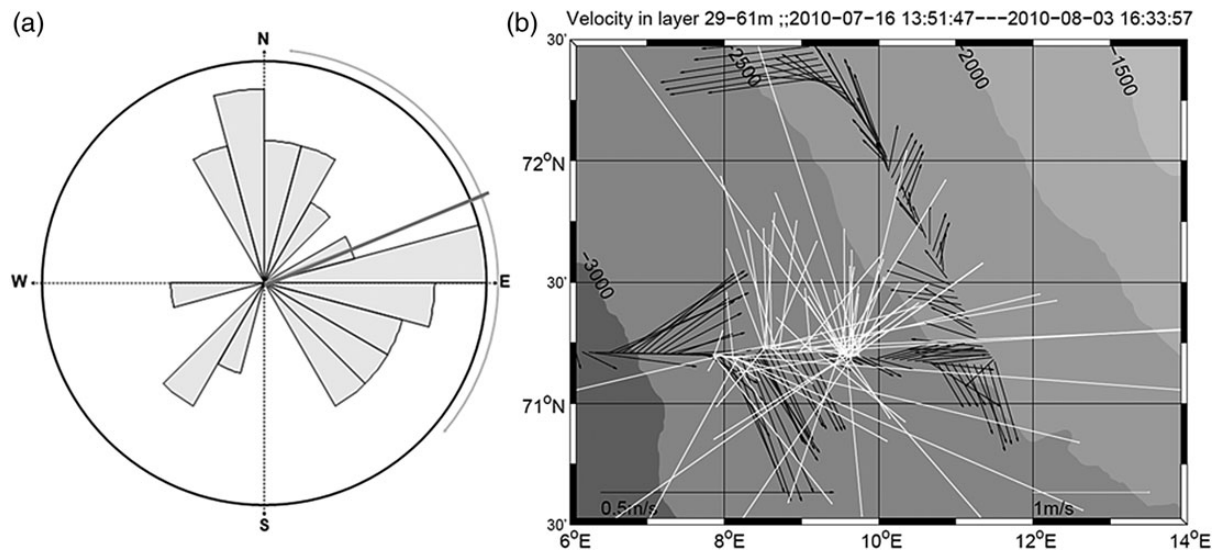 (a)
N
W
E
S
(b)
Velocity in layer 29−61m ;;2010−07−16 13:51:47−−−2010−08−03 16:33:57
30'
−2500
−2000
−1500
72°N
30'
−3000
71°N
0.5m/s
1m/s
30'
6°E
8°E
10°E
12°E
14°E